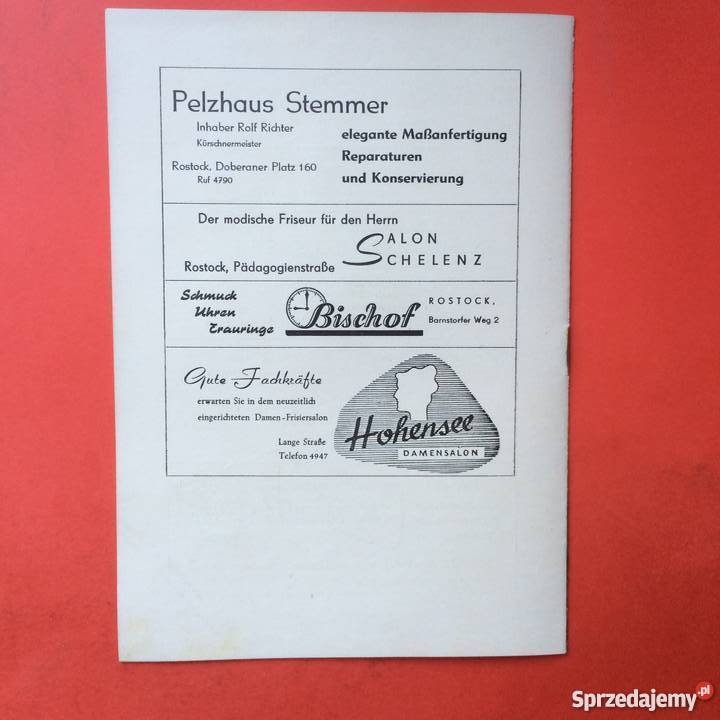 Pelzhaus Stemmer
Inhaber Rolf Richter
Kürschnermeister
Rostock, Doberaner Platz 160
Ruf 4790
elegante Maßanfertigung
Reparaturen
und Konservierung
Der modische Friseur für den Herrn
Rostock, Pädagogienstraße
SALON
SCHELENZ
Schmuck
Uhren
Trauringe
Bischof
ROSTOCK,
Barnstorfer Weg 2
Gute Fachkräfte
erwarten Sie in dem neuzeitlich
eingerichteten Damen-Frisiersalon
Lange Straße
Telefon 4947
Hohensee
DAMENSALON
Sprzedajemy.pl